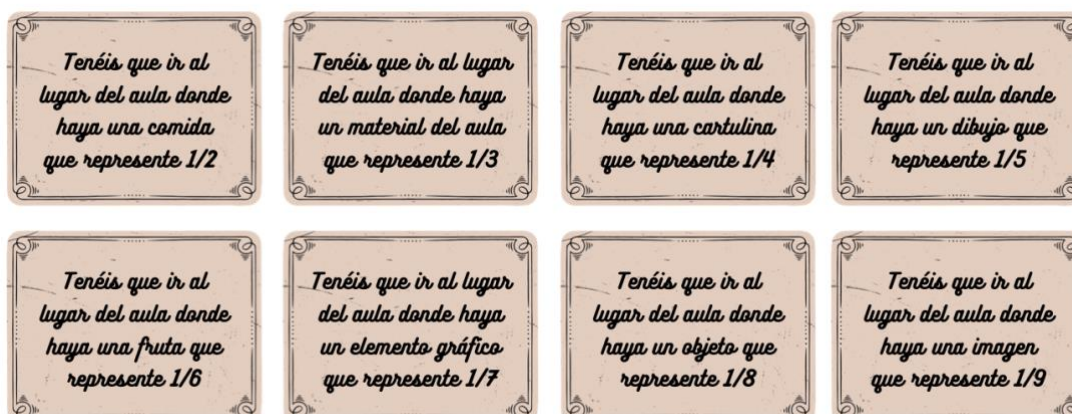 Tenéis que ir al
lugar del aula donde
haya una comida
que represente 1/2
Tenéis que ir al lugar
del aula donde haya
un material del aula
que represente 1/3
Tenéis que ir al
lugar del aula donde
haya una cartulina
que represente 1/4
Tenéis que ir al
lugar del aula donde
haya un dibujo que
represente 1/5
Tenéis que ir al
lugar del aula donde
haya una fruta que
represente 1/6
Tenéis que ir al lugar
del aula donde haya
un elemento gráfico
que represente 1/7
Tenéis que ir al
lugar del aula donde
haya un objeto que
represente 1/8
Tenéis que ir al
lugar del aula donde
haya una imagen
que represente 1/9